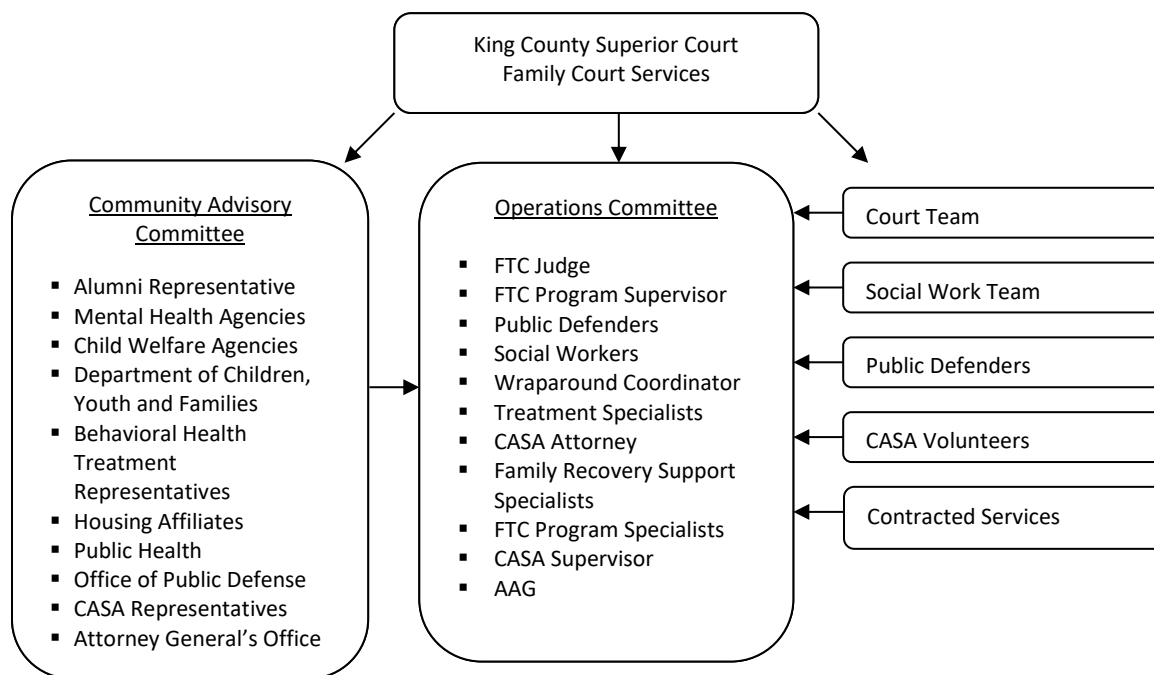 King County Superior Court
Family Court Services
Community Advisory
Committee
▪ Alumni Representative
▪ Mental Health Agencies
▪ Child Welfare Agencies
▪ Department of Children,
Youth and Families
▪ Behavioral Health
Treatment
Representatives
▪ Housing Affiliates
▪ Public Health
▪ Office of Public Defense
▪ CASA Representatives
▪ Attorney General’s Office
Operations Committee
▪ FTC Judge
▪ FTC Program Supervisor
▪ Public Defenders
▪ Social Workers
▪ Wraparound Coordinator
▪ Treatment Specialists
▪ CASA Attorney
▪ Family Recovery Support
Specialists
▪ FTC Program Specialists
▪ CASA Supervisor
▪ AAG
Court Team
Social Work Team
Public Defenders
CASA Volunteers
Contracted Services